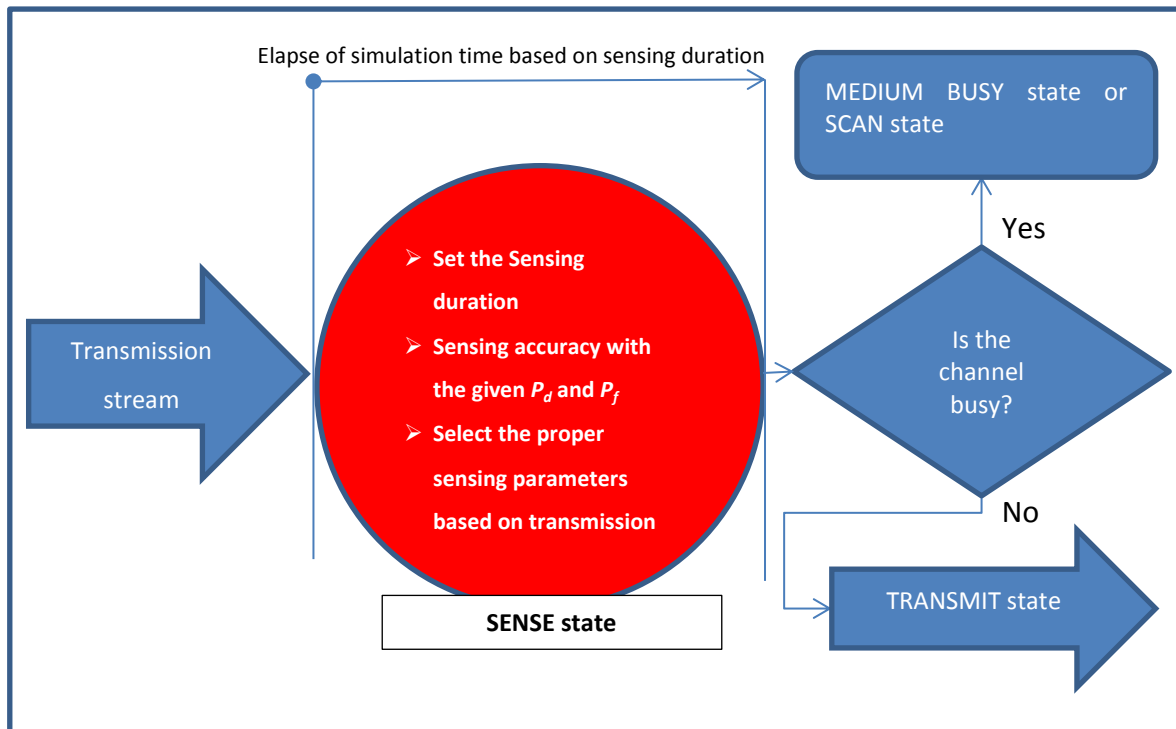 Elapse of simulation time based on sensing duration
MEDIUM BUSY state or
SCAN state
Yes
➢ Set the Sensing
duration
➢ Sensing accuracy with
the given Pd and Pf
➢ Select the proper
sensing parameters
based on transmission
Transmission
stream
Is the
channel
busy?
No
TRANSMIT state
SENSE state